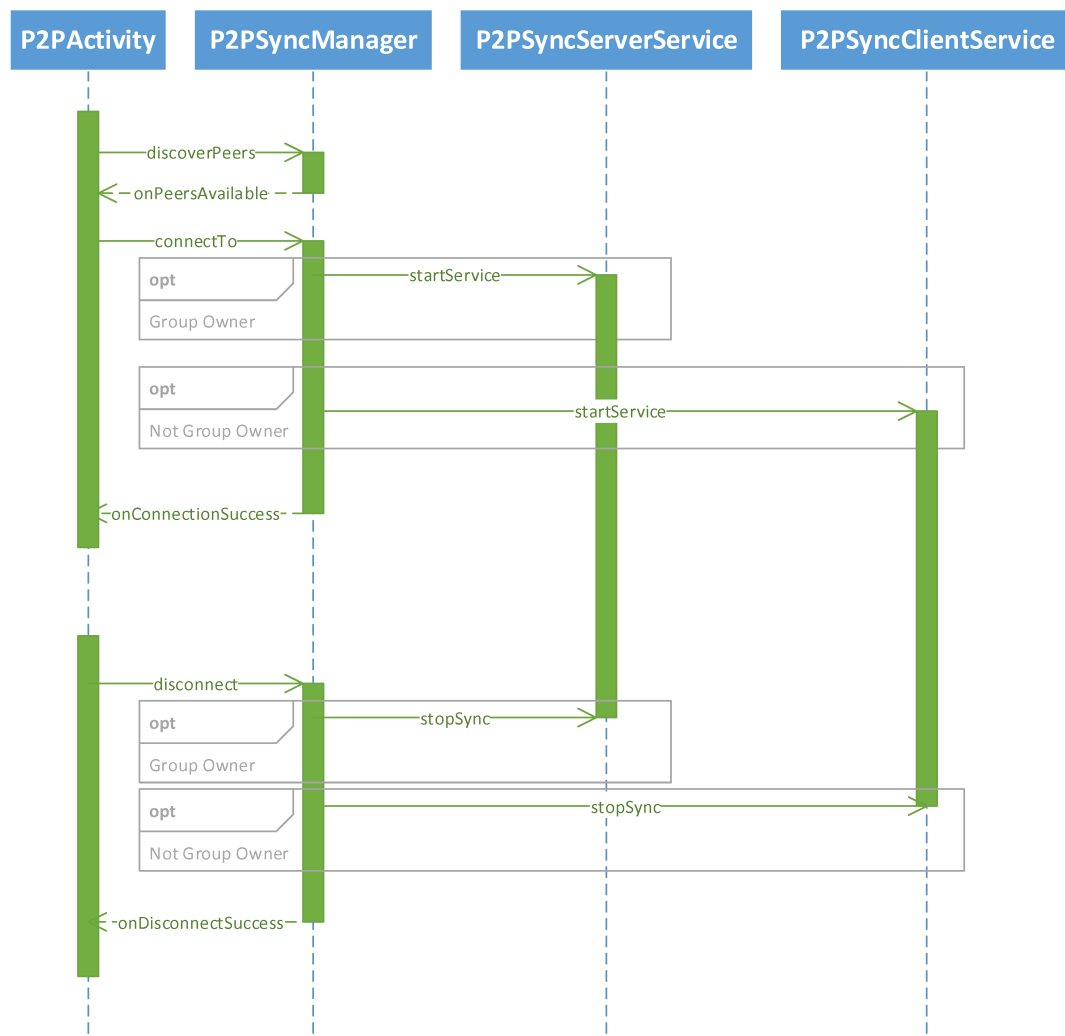 P2PActivity
P2PSyncManager
P2PSyncServerService
P2PSyncClientService
discoverPeers
onPeersAvailable
connectTo
opt
startService
Group Owner
opt
startService
Not Group Owner
onConnectionSuccess
disconnect
opt
stopSync
Group Owner
opt
stopSync
Not Group Owner
onDisconnectSuccess